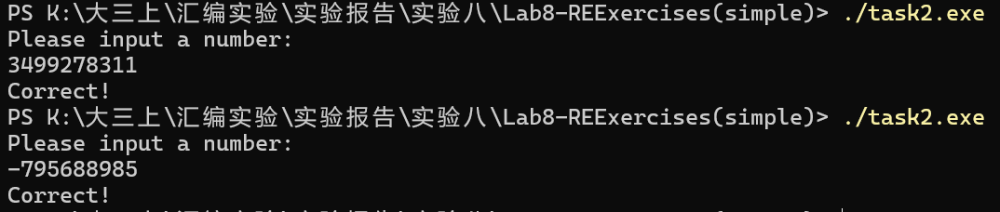 PS K:\大三上\汇编实验\实验报告\实验八\Lab8-REExercises(simple)> ./task2.exe
Please input a number:
3499278311
Correct!
PS K:\大三上\汇编实验\实验报告\实验八\Lab8-REExercises(simple)> ./task2.exe
Please input a number:
-795688985
Correct!